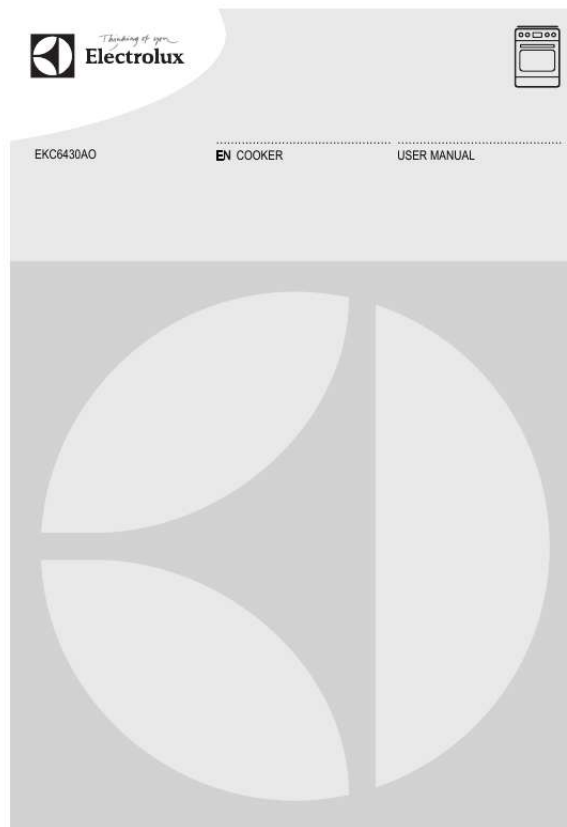 Thinking of you
Electrolux
EKC6430AO
EN COOKER
USER MANUAL